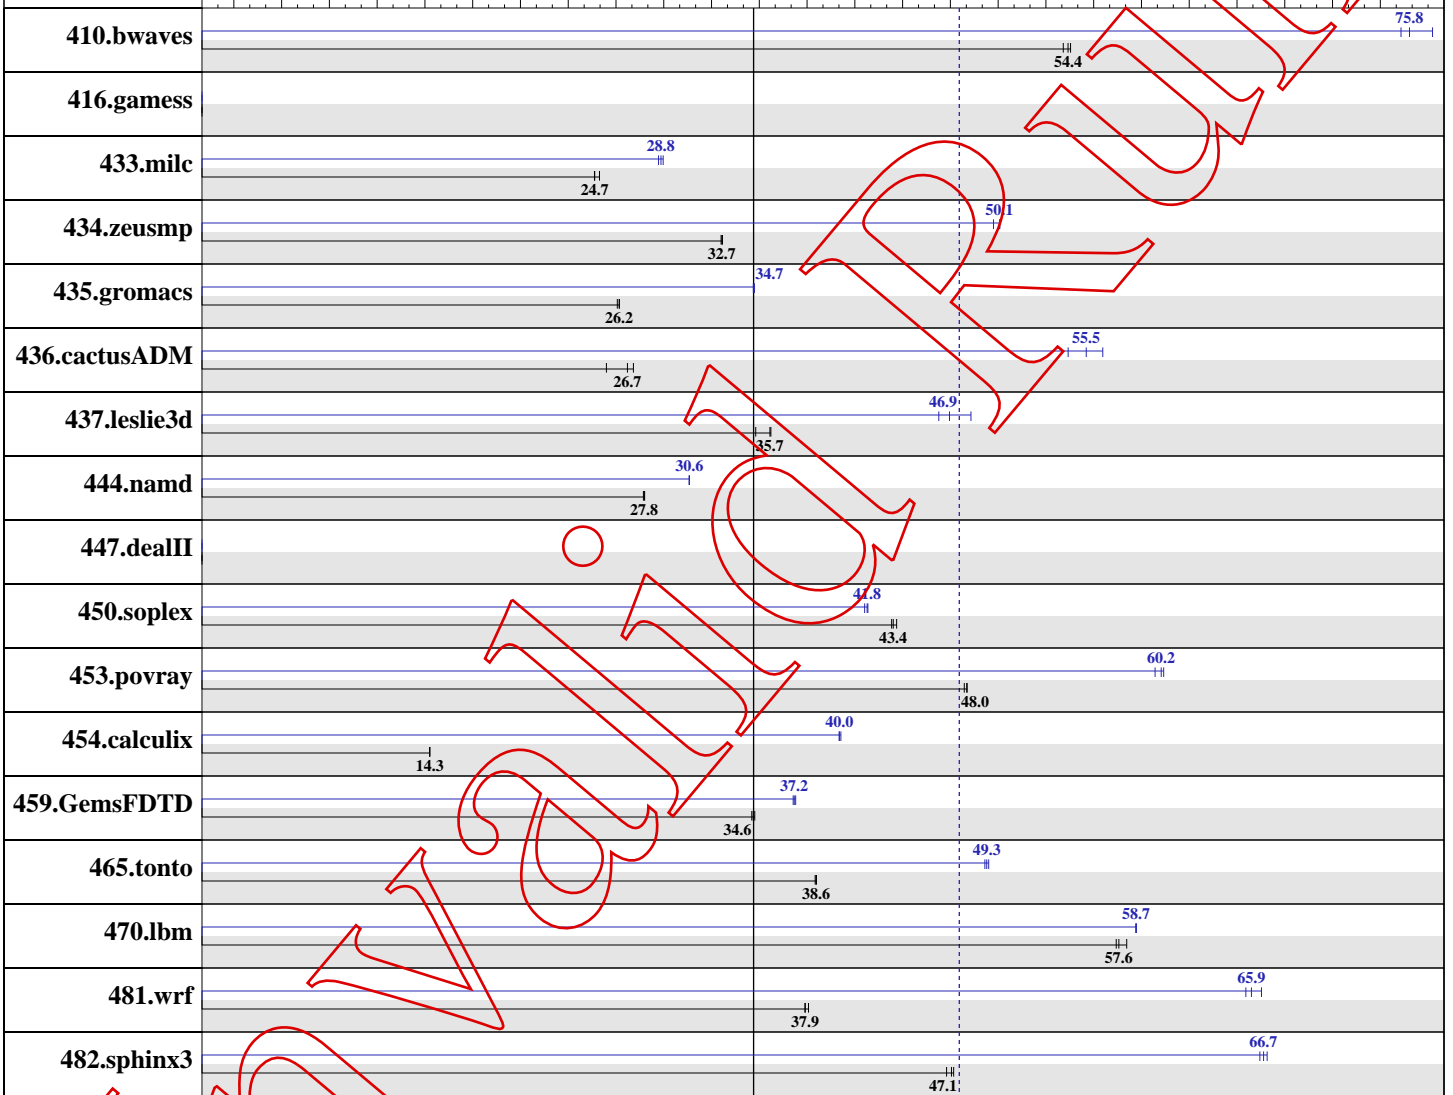 410.bwaves 75.8
54.4
416.gamess
433.milc 28.8
24.7
434.zeusmp 50.1
32.7
435.gromacs 34.7
26.2
436.cactusADM 55.5
26.7
437.leslie3d 46.9
35.7
444.namd 30.6
27.8
447.dealII
450.soplex 41.8
43.4
453.povray 60.2
48.0
454.calculix 40.0
14.3
459.GemsFDTD 37.2
34.6
465.tonto 49.3
38.6
470.lbm 58.7
57.6
481.wrf 65.9
37.9
482.sphinx3 66.7
47.1